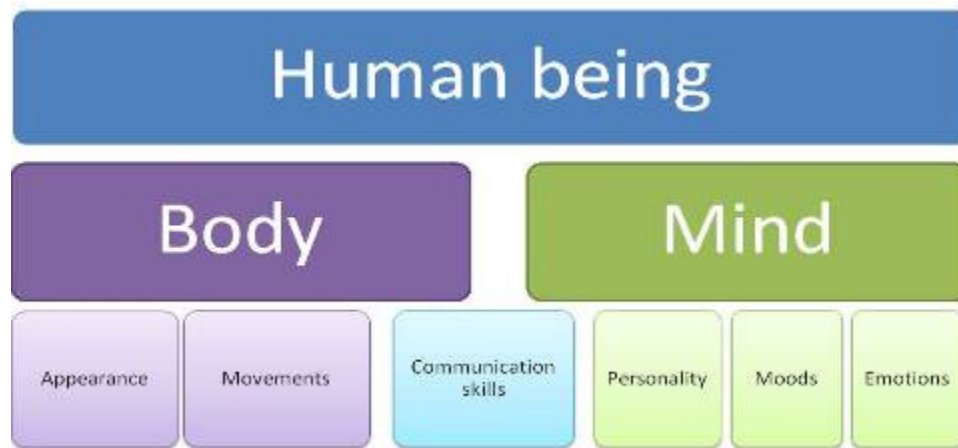 Human being
Body
Mind
Appearance
Movements
Communication
skills
Personality
Moods
Emotions